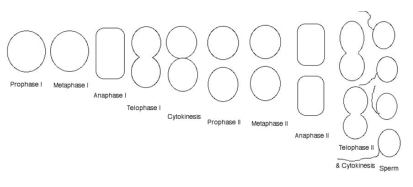 Prophase I
Metaphase I
Anaphase I
Telophase I
Cytokinesis
Prophase II
Metaphase II
Anaphase II
Telophase II
& Cytokinesis
Sperm